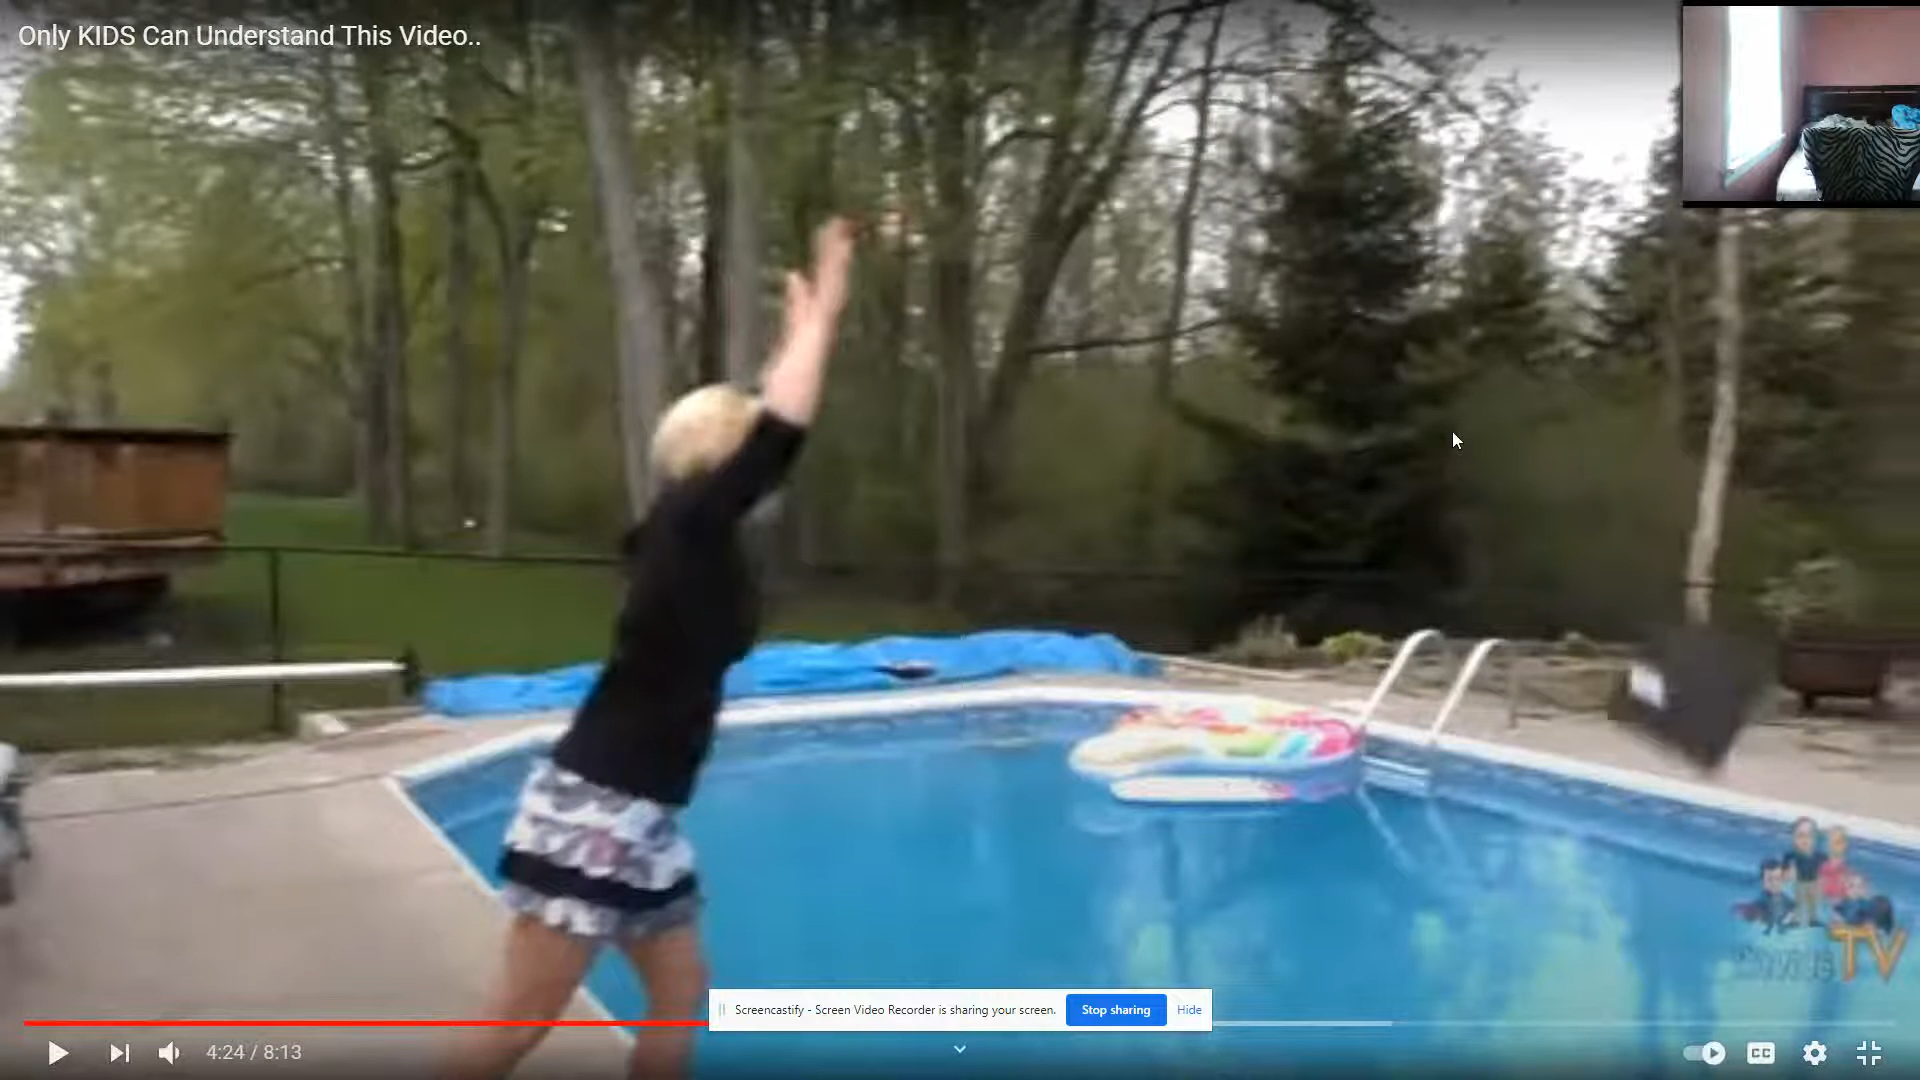 Only KIDS Can Understand This Video..
TV
Screencastify - Screen Video Recorder is sharing your screen.
Stop sharing
Hide
4:24 / 8:13
CC